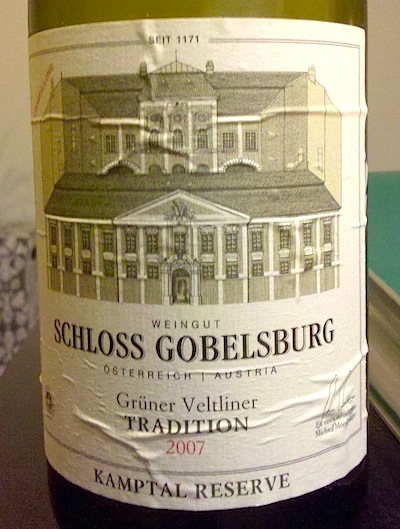 SEIT 1171
WEINGUT
SCHLOSS GOBELSBURG
ÖSTERREICH | AUSTRIA
Grüner Veltliner
TRADITION
2007
KAMPTAL RESERVE